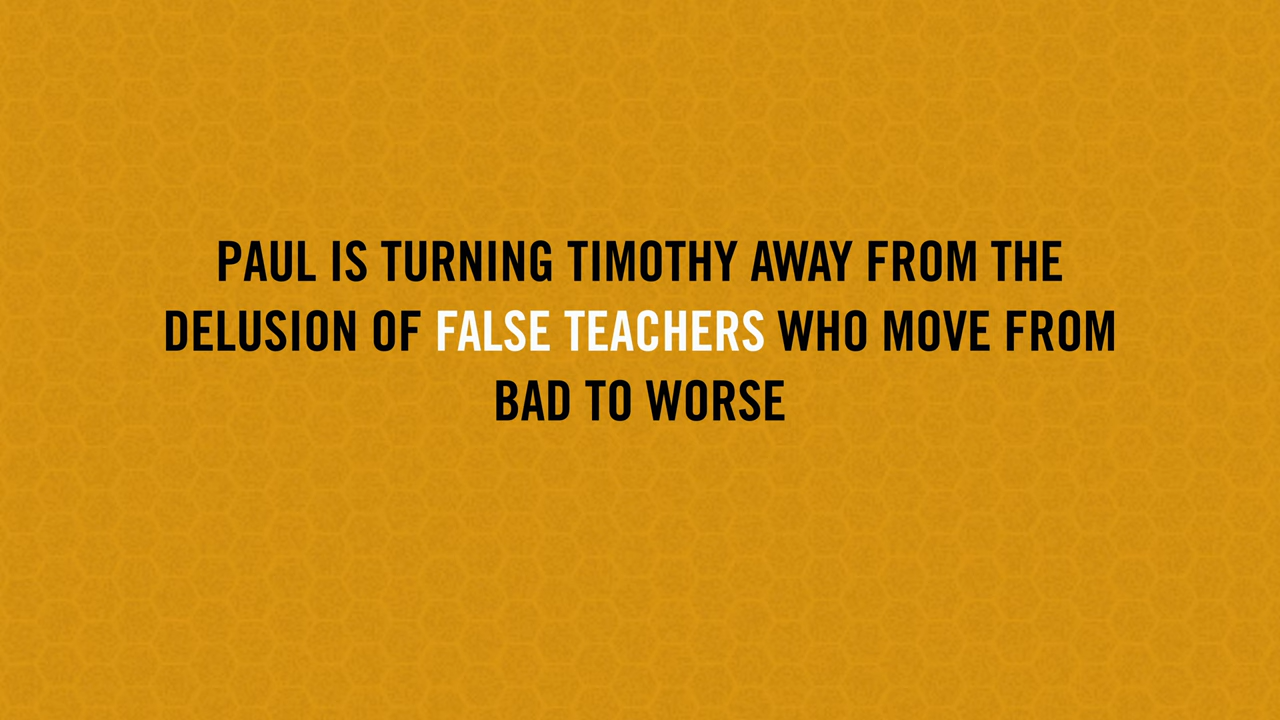 PAUL IS TURNING TIMOTHY AWAY FROM THE
DELUSION OF FALSE TEACHERS WHO MOVE FROM
BAD TO WORSE